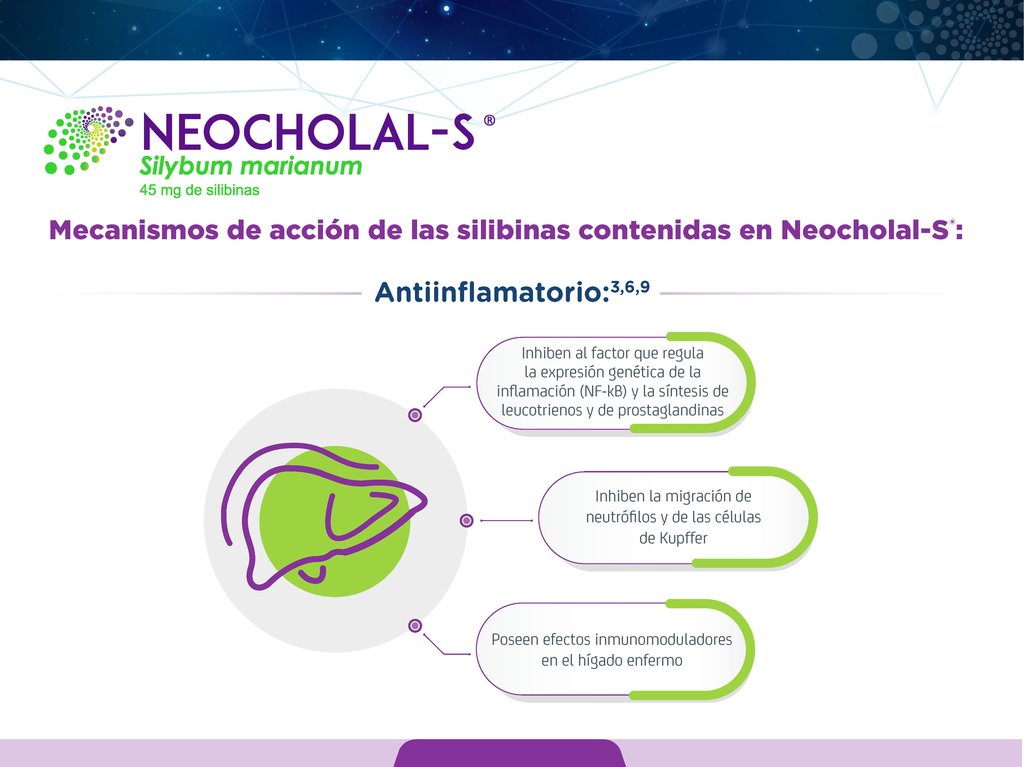 NEOCHOLAL-S®
Silybum marianum
45 mg de silibinas
Mecanismos de acción de las silibinas contenidas en Neocholal-S®:
Antiinflamatorio:3,6,9
Inhiben al factor que regula
la expresión genética de la
inflamación (NF-kB) y la síntesis de
leucotrienos y de prostaglandinas
Inhiben la migración de
neutrófilos y de las células
de Kupffer
Poseen efectos inmunomoduladores
en el hígado enfermo